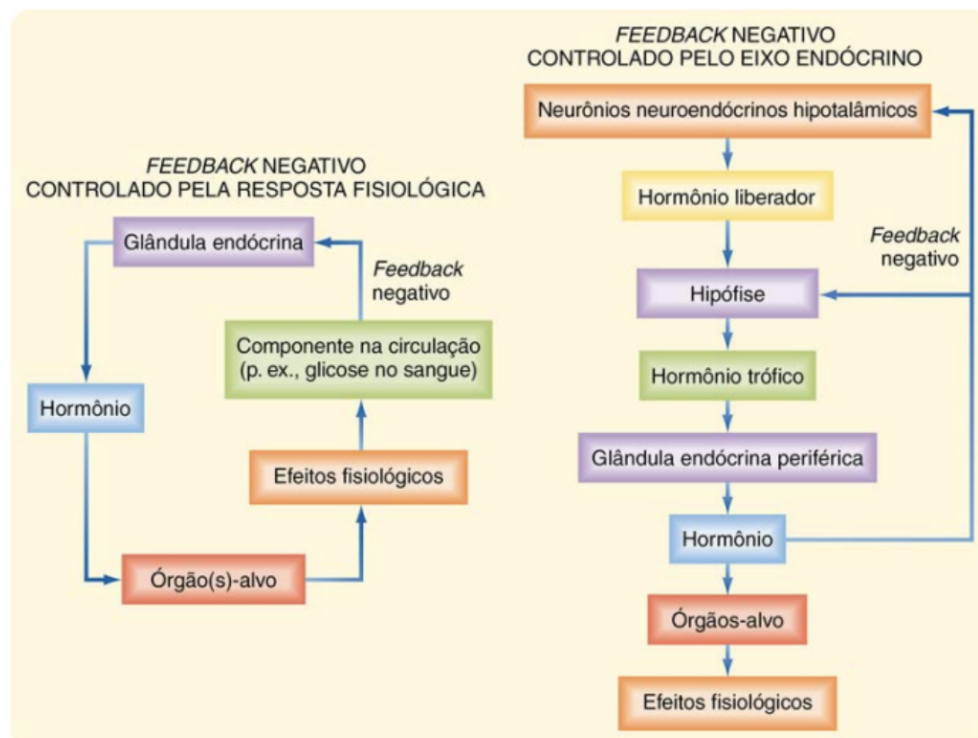 FEEDBACK NEGATIVO
CONTROLADO PELA RESPOSTA FISIOLÓGICA
Glândula endócrina
Feedback
negativo
Componente na circulação
(p. ex., glicose no sangue)
Hormônio
Efeitos fisiológicos
Órgão(s)-alvo
FEEDBACK NEGATIVO
CONTROLADO PELO EIXO ENDÓCRINO
Neurônios neuroendócrinos hipotalâmicos
Hormônio liberador
Feedback
negativo
Hipófise
Hormônio trófico
Glândula endócrina periférica
Hormônio
Órgãos-alvo
Efeitos fisiológicos